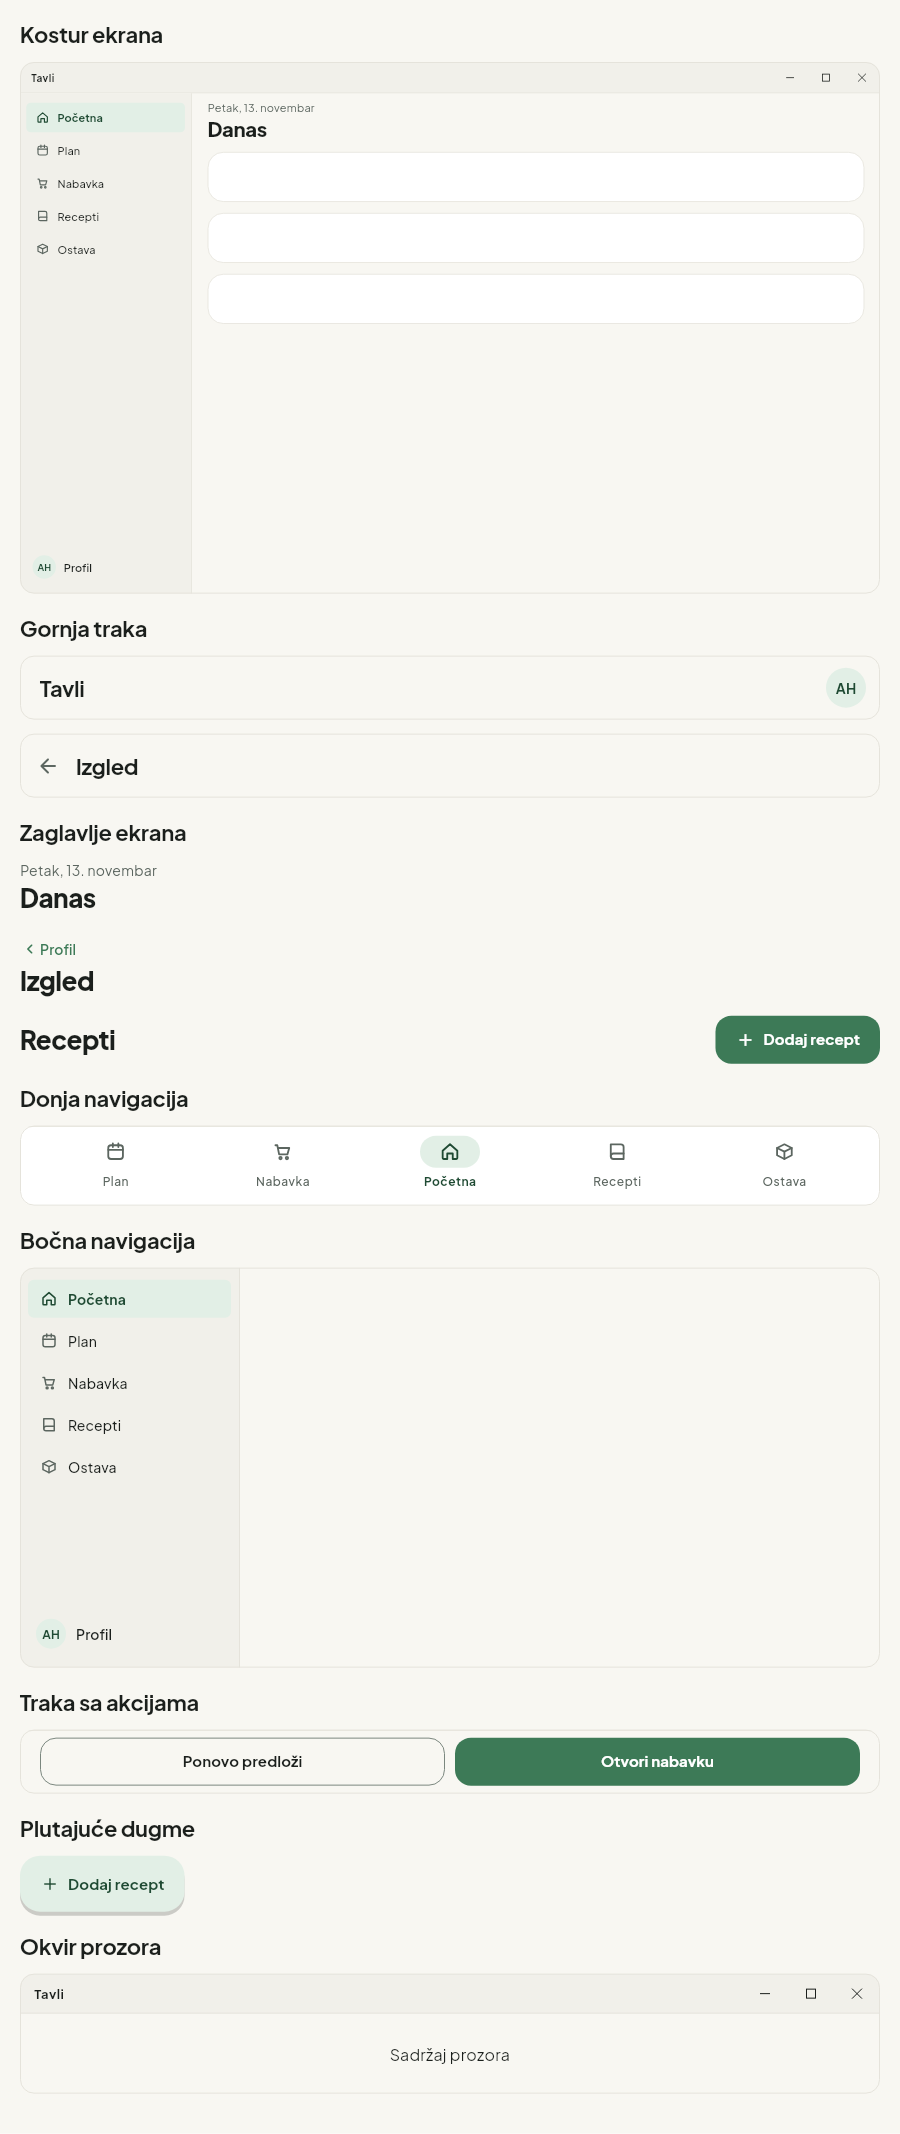 Kostur ekrana
Tavli
Početna
Plan
Nabavka
Recepti
Ostava
AH Profil
Petak, 13. novembar
Danas
Gornja traka
Tavli
AH
Izgled
Zaglavlje ekrana
Petak, 13. novembar
Danas
Profil
Izgled
Recepti
Dodaj recept
Donja navigacija
Plan Nabavka Početna Recepti Ostava
Bočna navigacija
Početna
Plan
Nabavka
Recepti
Ostava
AH Profil
Traka sa akcijama
Ponovo predloži
Otvori nabavku
Plutajuće dugme
Dodaj recept
Okvir prozora
Tavli
Sadržaj prozora